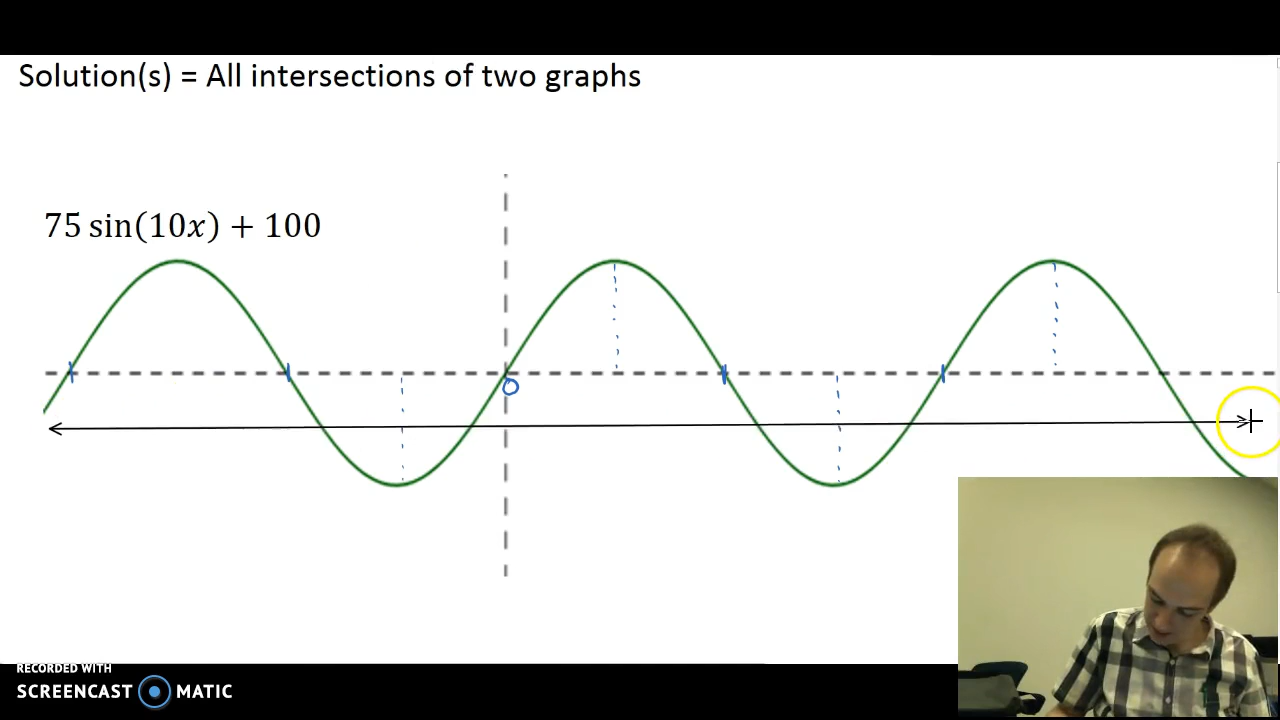 Solution(s) = All intersections of two graphs
75 sin(10x) + 100
0
RECORDED WITH
SCREENCAST MATIC